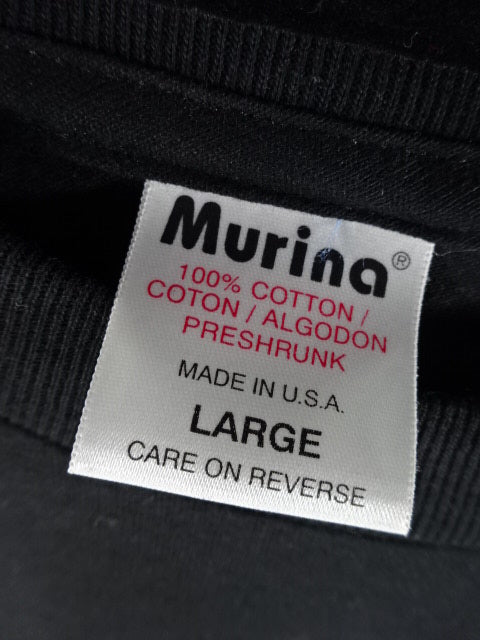 Murina®
100% COTTON /
COTON / ALGODON
PRESHRUNK
MADE IN U.S.A.
LARGE
CARE ON REVERSE